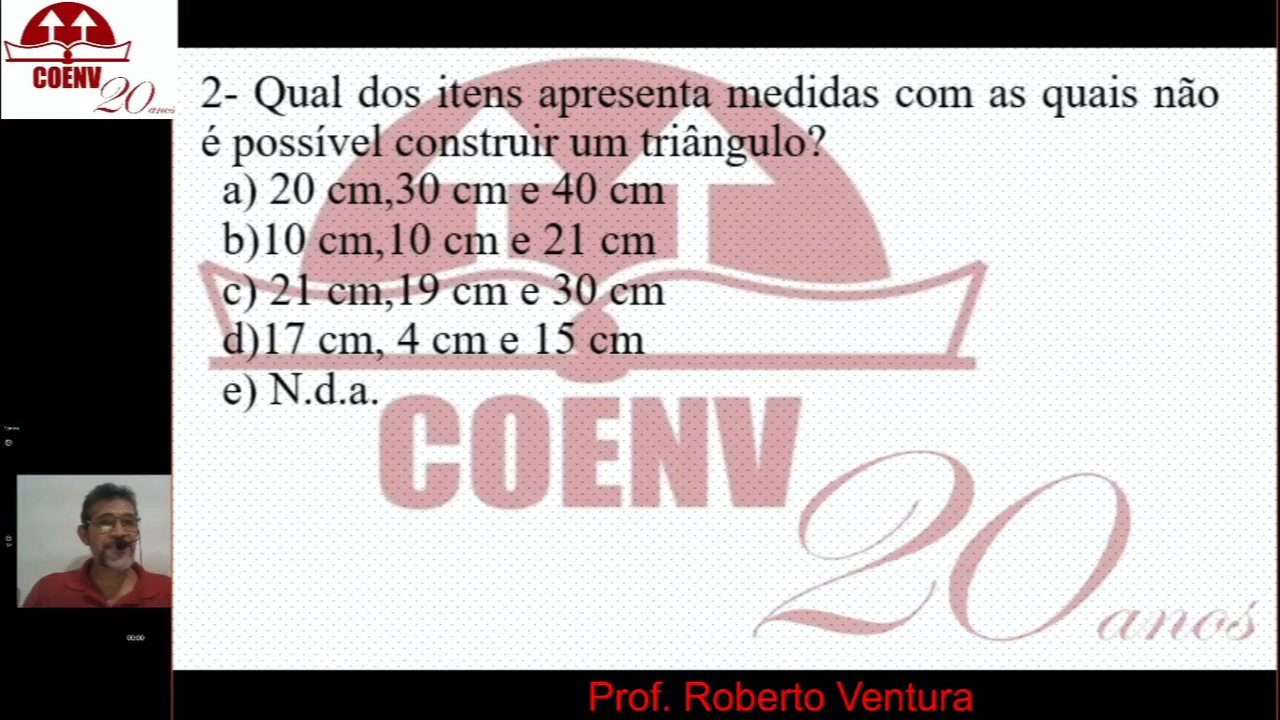 COENV
20 anos
2- Qual dos itens apresenta medidas com as quais não
é possível construir um triângulo?
a) 20 cm,30 cm e 40 cm
b)10 cm,10 cm e 21 cm
c) 21 cm,19 cm e 30 cm
d)17 cm, 4 cm e 15 cm
e) N.d.a.
COENV
20 anos
00:00
Prof. Roberto Ventura